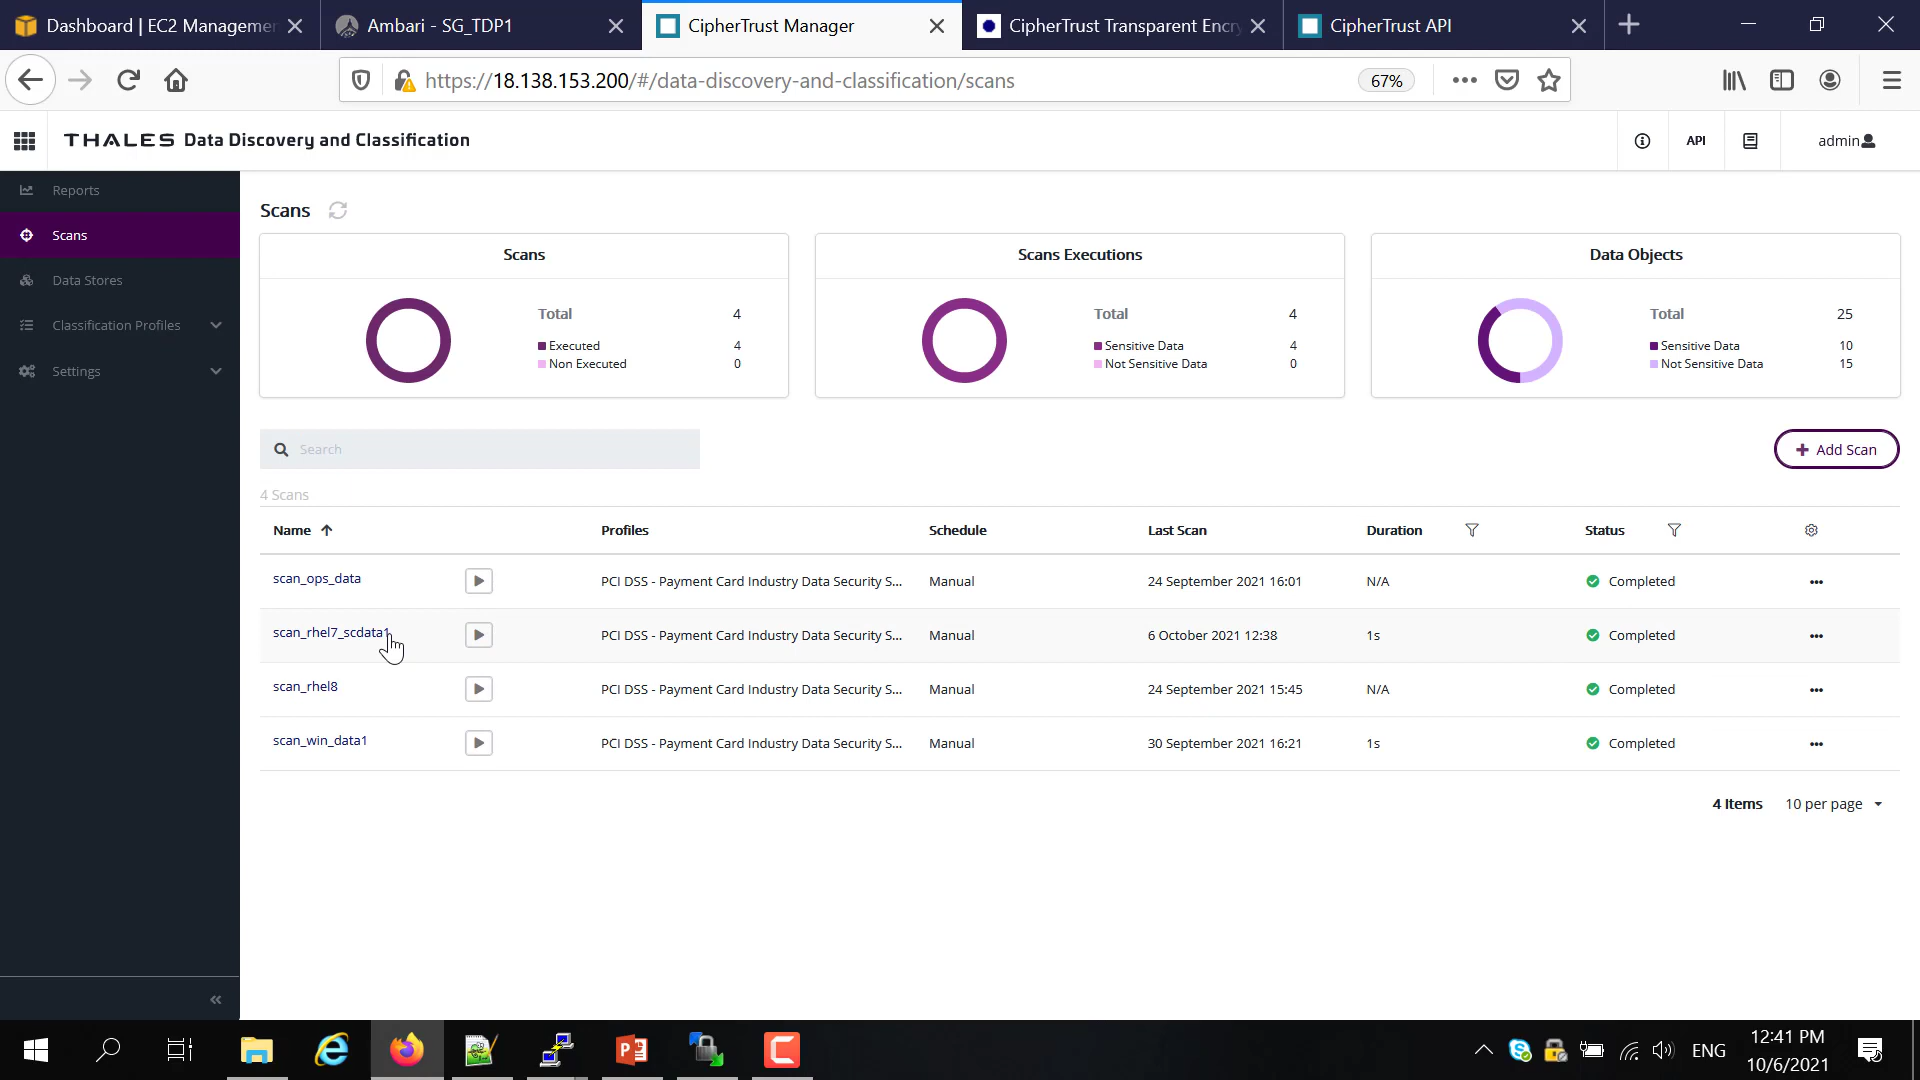 Dashboard | EC2 Managemen
Ambari - SG_TDP1
CipherTrust Manager
CipherTrust Transparent Encry
CipherTrust API
https://18.138.153.200/#/data-discovery-and-classification/scans
67%
THALES Data Discovery and Classification
API
admin
Reports
Scans
Data Stores
Classification Profiles
Settings
Scans
Scans
Total 4
Executed 4
Non Executed 0
Scans Executions
Total 4
Sensitive Data 4
Not Sensitive Data 0
Data Objects
Total 25
Sensitive Data 10
Not Sensitive Data 15
Search
+ Add Scan
4 Scans
Name Profiles Schedule Last Scan Duration Status
scan_ops_data PCI DSS - Payment Card Industry Data Security S... Manual 24 September 2021 16:01 N/A Completed
scan_rhel7_scdata1 PCI DSS - Payment Card Industry Data Security S... Manual 6 October 2021 12:38 1s Completed
scan_rhel8 PCI DSS - Payment Card Industry Data Security S... Manual 24 September 2021 15:45 N/A Completed
scan_win_data1 PCI DSS - Payment Card Industry Data Security S... Manual 30 September 2021 16:21 1s Completed
4 Items 10 per page
ENG
12:41 PM
10/6/2021